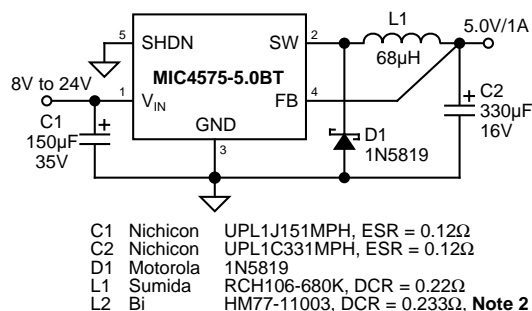 L1
5.0V/1A
5
SHDN
SW
2
68µH
MIC4575-5.0BT
8V to 24V
1
VIN
FB
4
C2
330µF
16V
+
C1
150µF
35V
+
GND
3
D1
1N5819
C1 Nichicon UPL1J151MPH, ESR = 0.12Ω
C2 Nichicon UPL1C331MPH, ESR = 0.12Ω
D1 Motorola 1N5819
L1 Sumida RCH106-680K, DCR = 0.22Ω
L2 Bi HM77-11003, DCR = 0.233Ω, Note 2